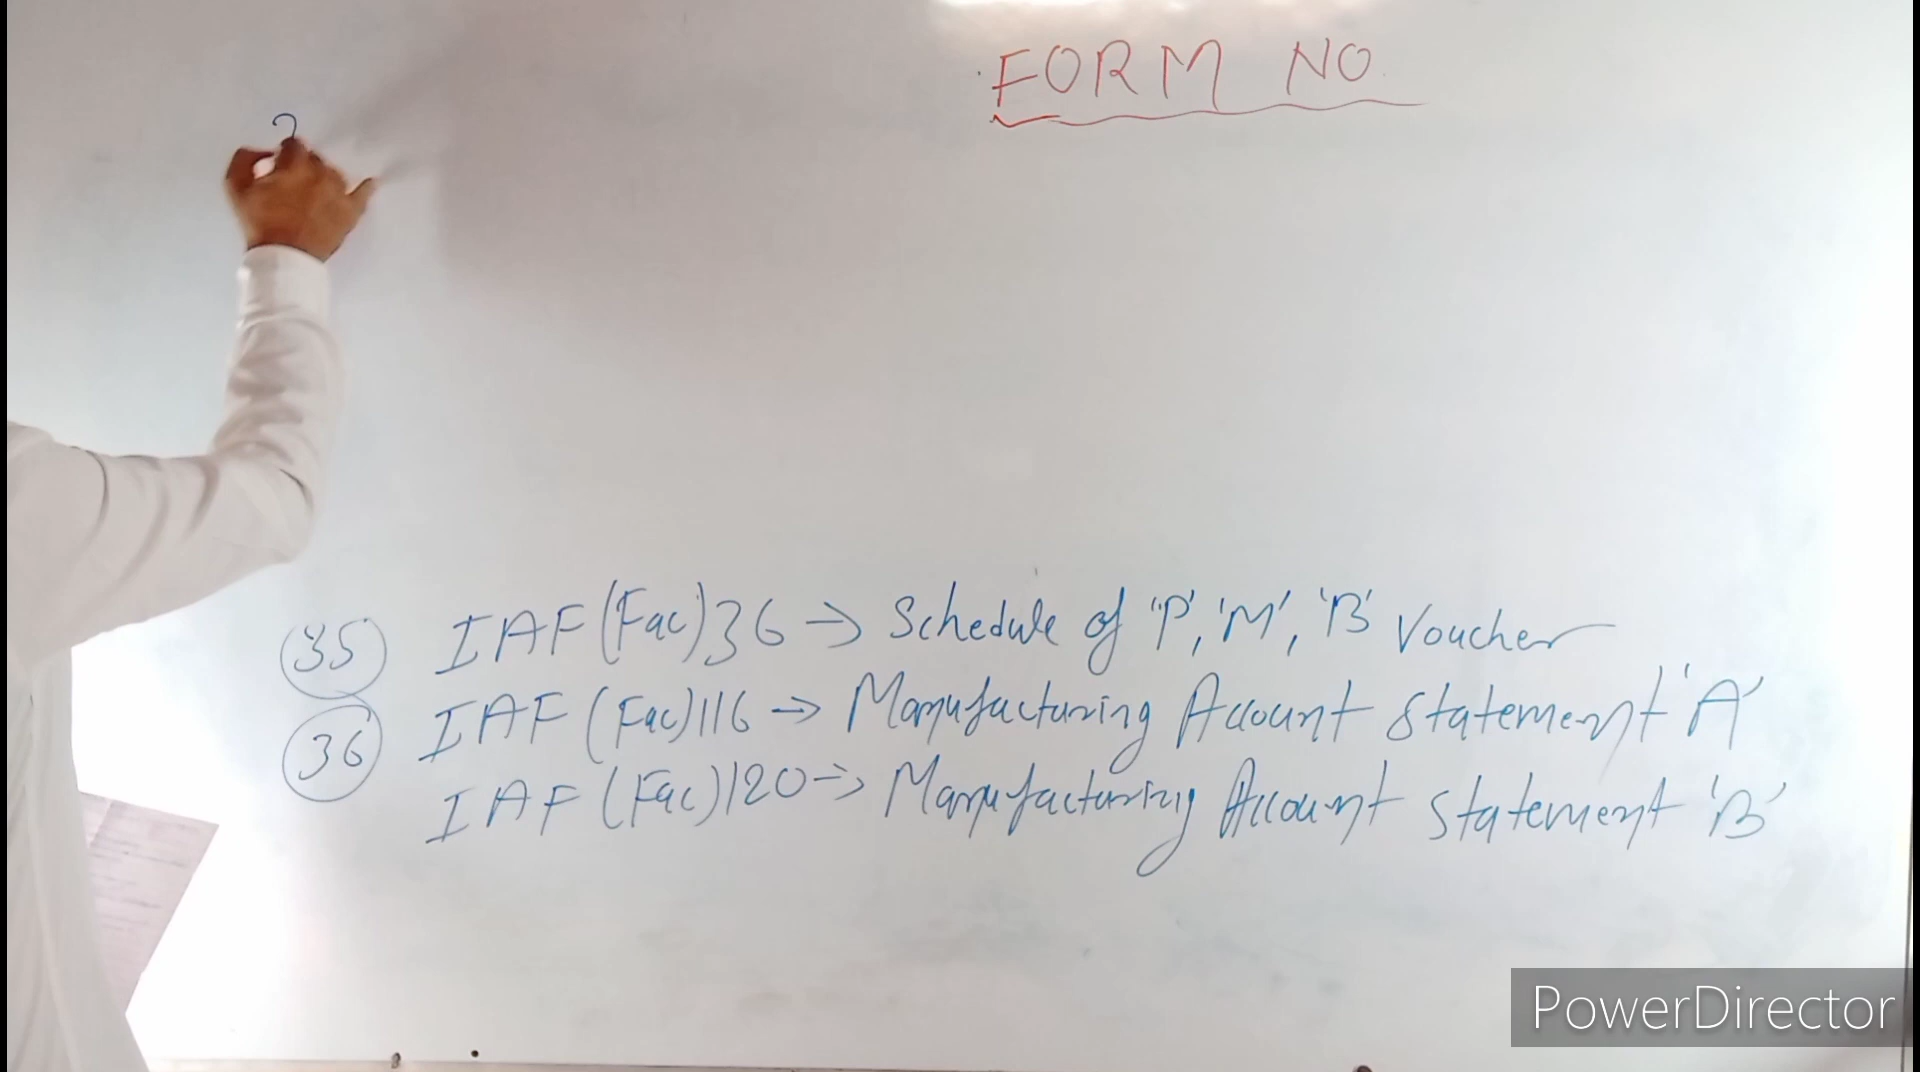 FORM NO
(35) IAF (Fac) 36 → Schedule of 'P', 'M', 'B' Voucher
(36) IAF (Fac) 116 → Manufacturing Account Statement 'A'
IAF (Fac) 120 → Manufacturing Account Statement 'B'
PowerDirector